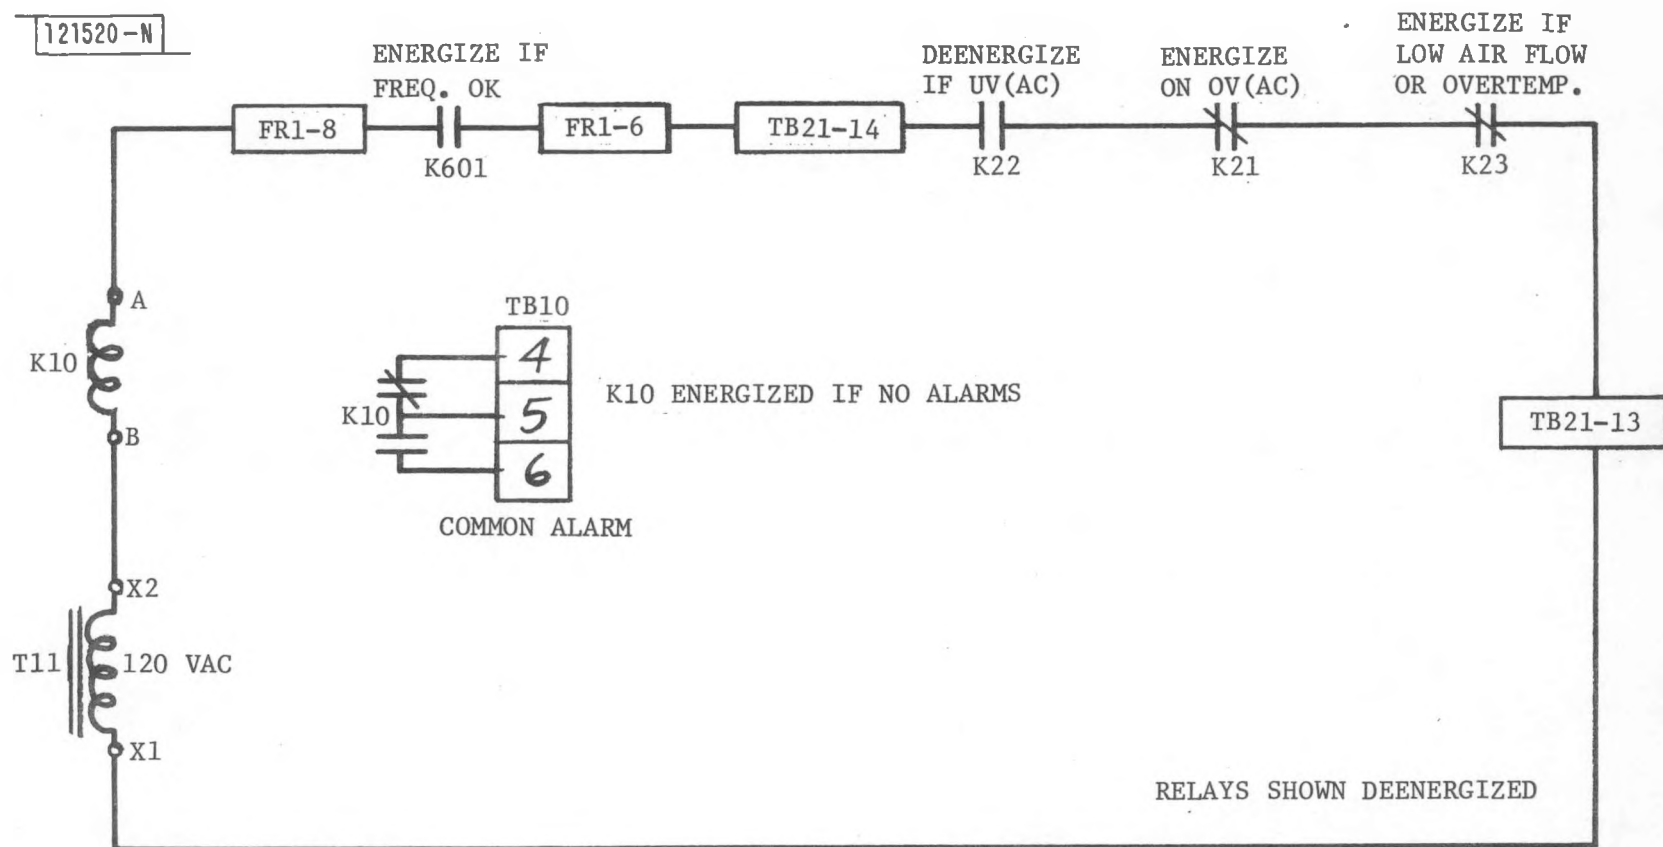 121520-N
ENERGIZE IF
FREQ. OK
DEENERGIZE
IF UV(AC)
ENERGIZE
ON OV(AC)
ENERGIZE IF
LOW AIR FLOW
OR OVERTEMP.
FR1-8
K601
FR1-6
TB21-14
K22
K21
K23
A
K10
B
TB10
4
5
6
K10
K10 ENERGIZED IF NO ALARMS
COMMON ALARM
TB21-13
X2
T11
120 VAC
X1
RELAYS SHOWN DEENERGIZED